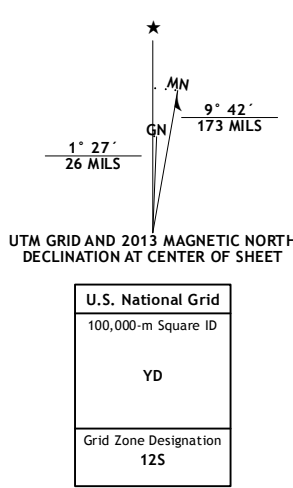 ★
MN
GN
9° 42´
173 MILS
1° 27´
26 MILS
UTM GRID AND 2013 MAGNETIC NORTH
DECLINATION AT CENTER OF SHEET
U.S. National Grid
100,000-m Square ID
YD
Grid Zone Designation
12S